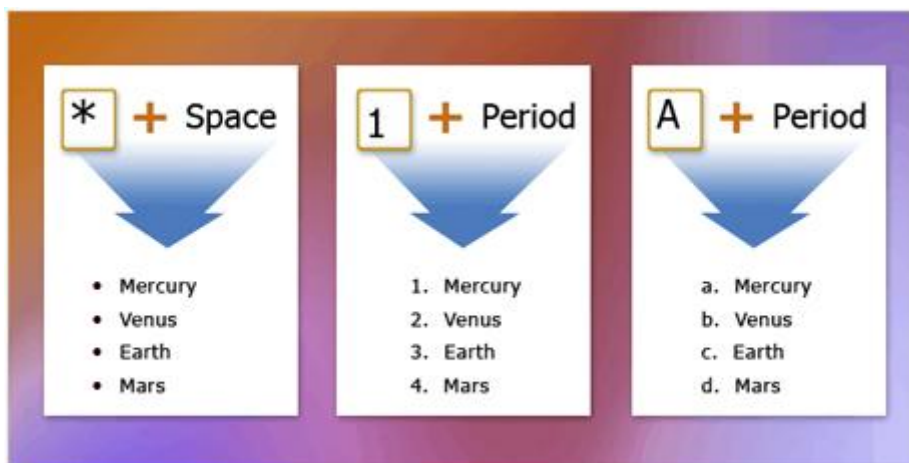 * + Space
• Mercury
• Venus
• Earth
• Mars
1 + Period
1. Mercury
2. Venus
3. Earth
4. Mars
A + Period
a. Mercury
b. Venus
c. Earth
d. Mars